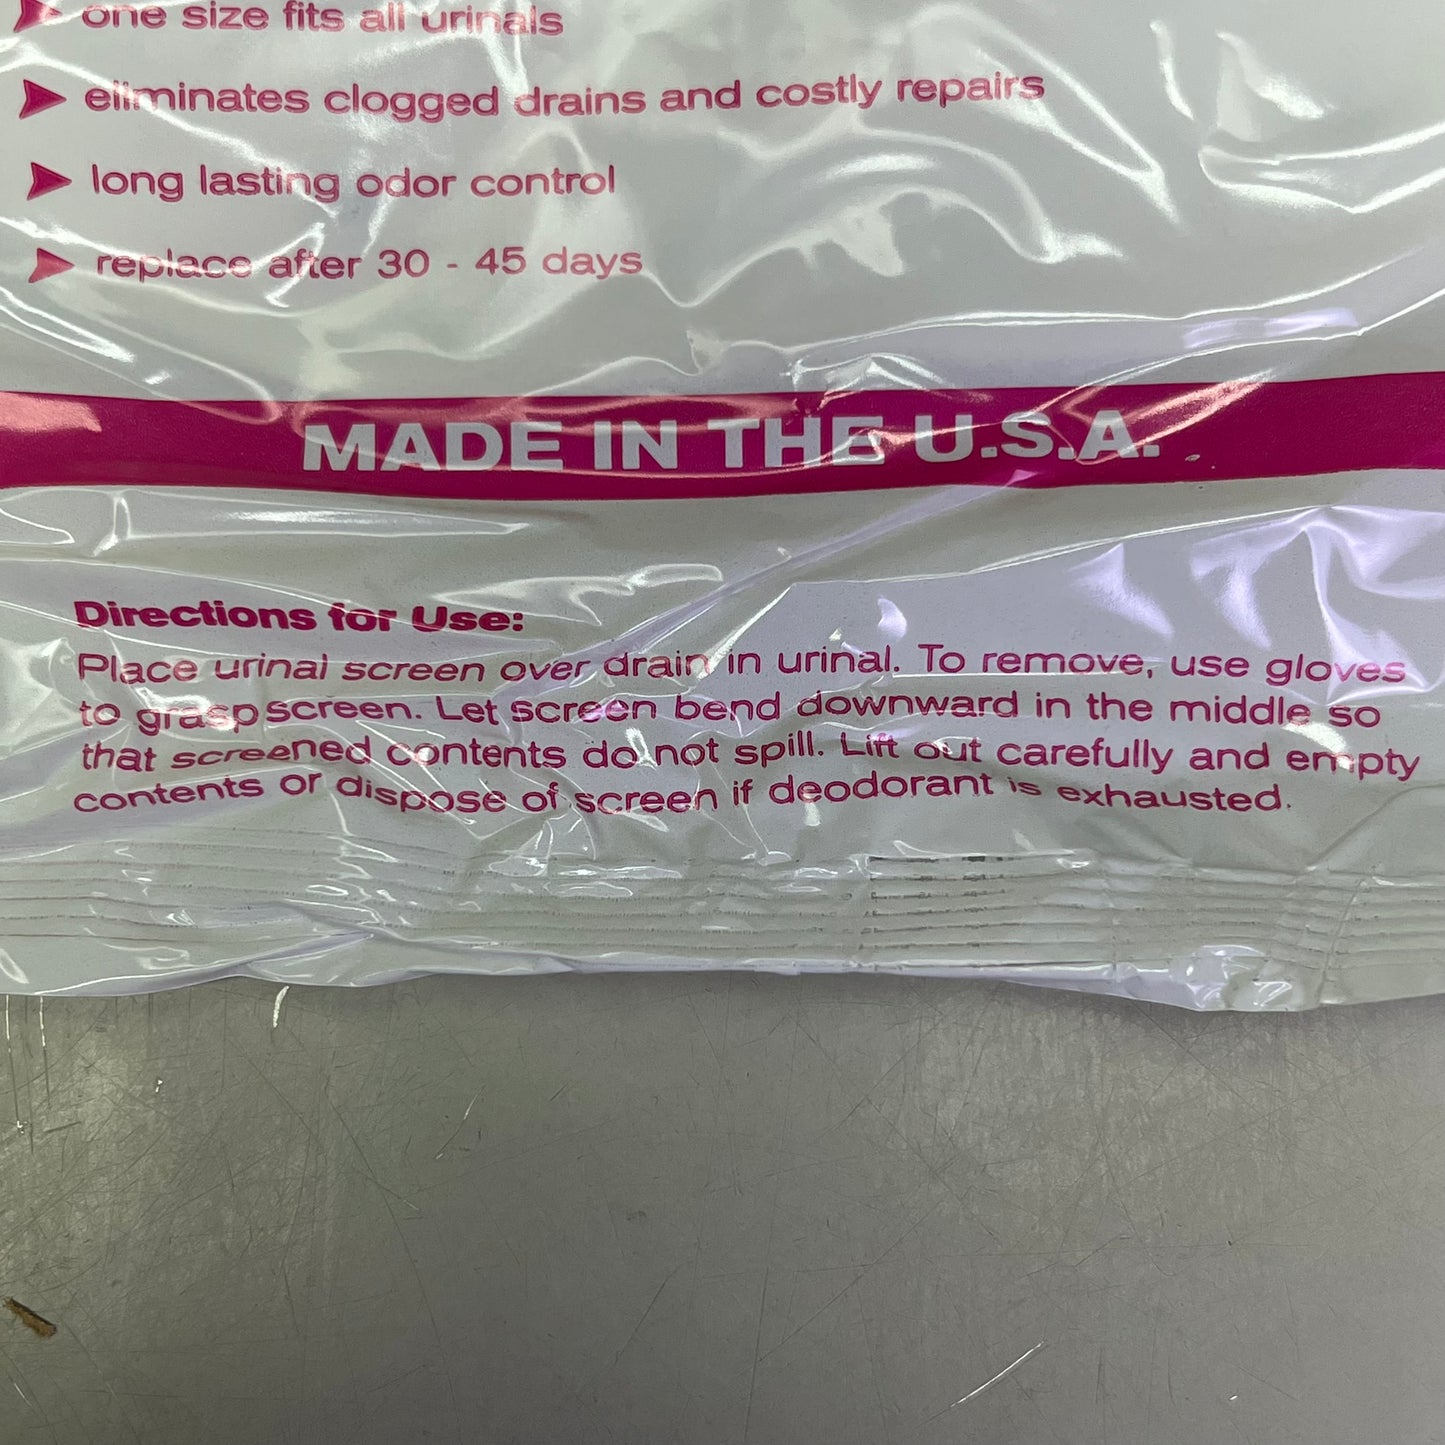 one size fits all urinals
eliminates clogged drains and costly repairs
long lasting odor control
replace after 30 - 45 days
MADE IN THE U.S.A.
Directions for Use:
Place urinal screen over drain in urinal. To remove, use gloves
to grasp screen. Let screen bend downward in the middle so
that screened contents do not spill. Lift out carefully and empty
contents or dispose of screen if deodorant is exhausted.